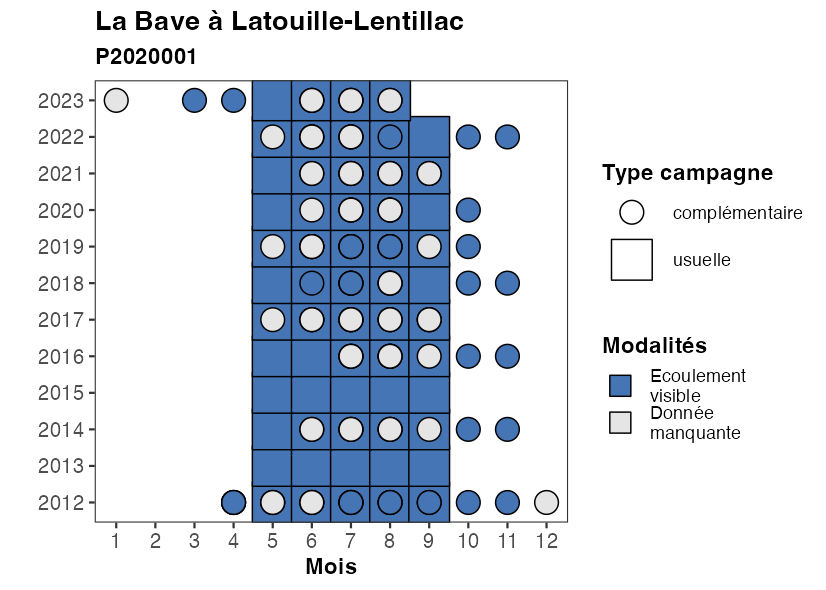 La Bave à Latouille-Lentillac
P2020001
2023
2022
2021
2020
2019
2018
2017
2016
2015
2014
2013
2012
1 2 3 4 5 6 7 8 9 10 11 12
Mois
Type campagne
complémentaire
usuelle
Modalités
Ecoulement
visible
Donnée
manquante